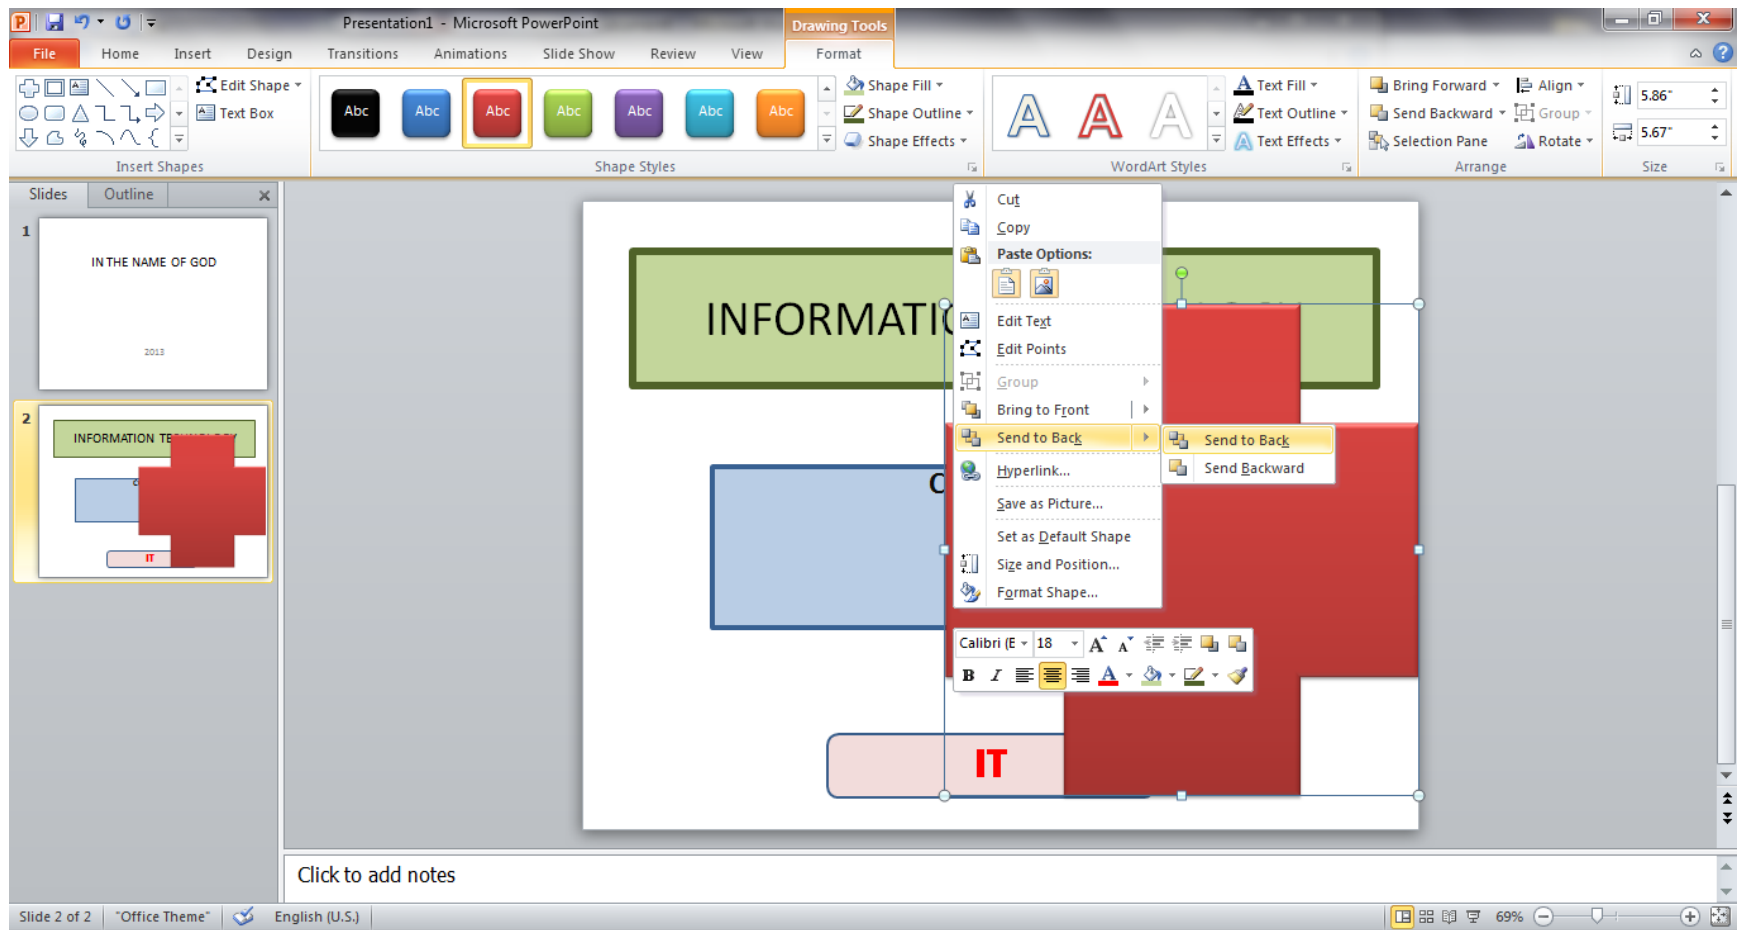 Presentation1 - Microsoft PowerPoint
Drawing Tools
File Home Insert Design Transitions Animations Slide Show Review View Format
Edit Shape
Text Box
Insert Shapes
Abc Abc Abc Abc Abc Abc Abc
Shape Fill
Shape Outline
Shape Effects
Shape Styles
A A A
Text Fill
Text Outline
Text Effects
WordArt Styles
Bring Forward
Send Backward
Selection Pane
Align
Group
Rotate
Arrange
5.86"
5.67"
Size
Slides Outline
1
IN THE NAME OF GOD
2013
2
INFORMATION TECHNOLOGY
C
IT
INFORMATIO
C
IT
Cut
Copy
Paste Options:
Edit Text
Edit Points
Group
Bring to Front
Send to Back
Hyperlink...
Save as Picture...
Set as Default Shape
Size and Position...
Format Shape...
Send to Back
Send Backward
Calibri (E 18 A A
B I A
Click to add notes
Slide 2 of 2 "Office Theme" English (U.S.) 69%